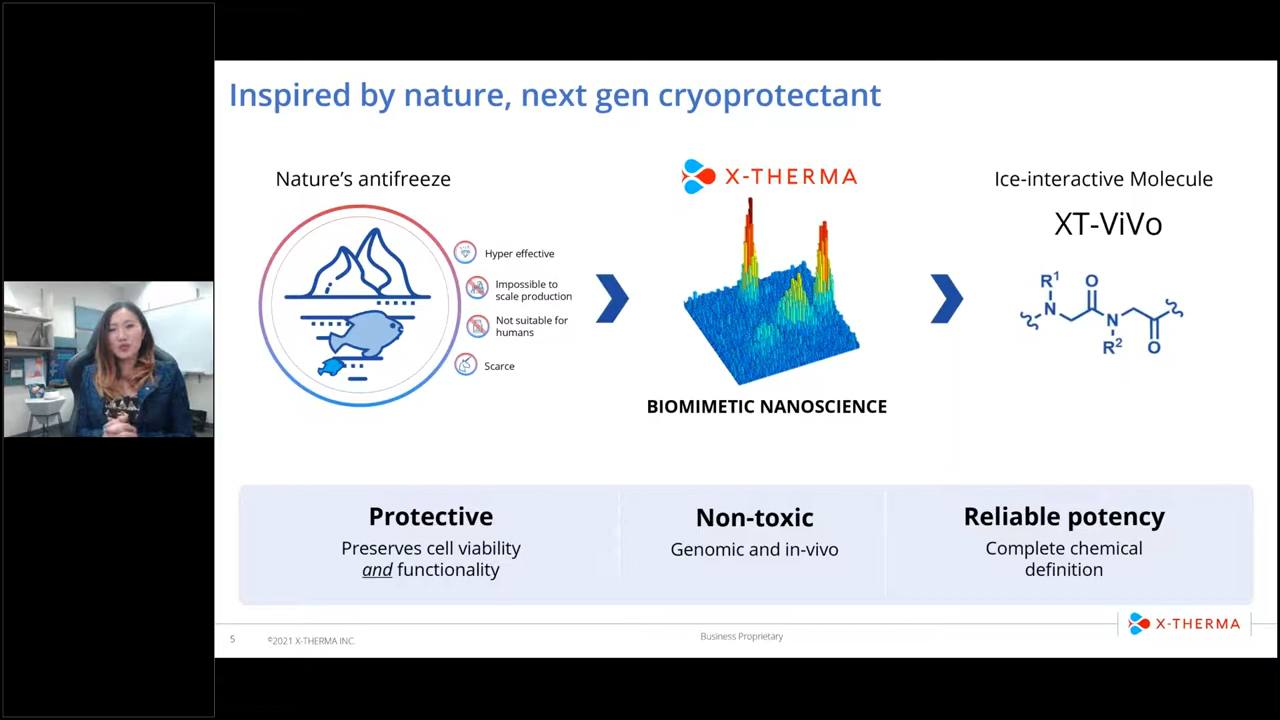 Inspired by nature, next gen cryoprotectant
Nature's antifreeze
Hyper effective
Impossible to
scale production
Not suitable for
humans
Scarce
X-THERMA
BIOMIMETIC NANOSCIENCE
Ice-interactive Molecule
XT-ViVo
R1
O
N
N
R2
O
Protective
Preserves cell viability
and functionality
Non-toxic
Genomic and in-vivo
Reliable potency
Complete chemical
definition
5
©2021 X-THERMA INC.
Business Proprietary
X-THERMA